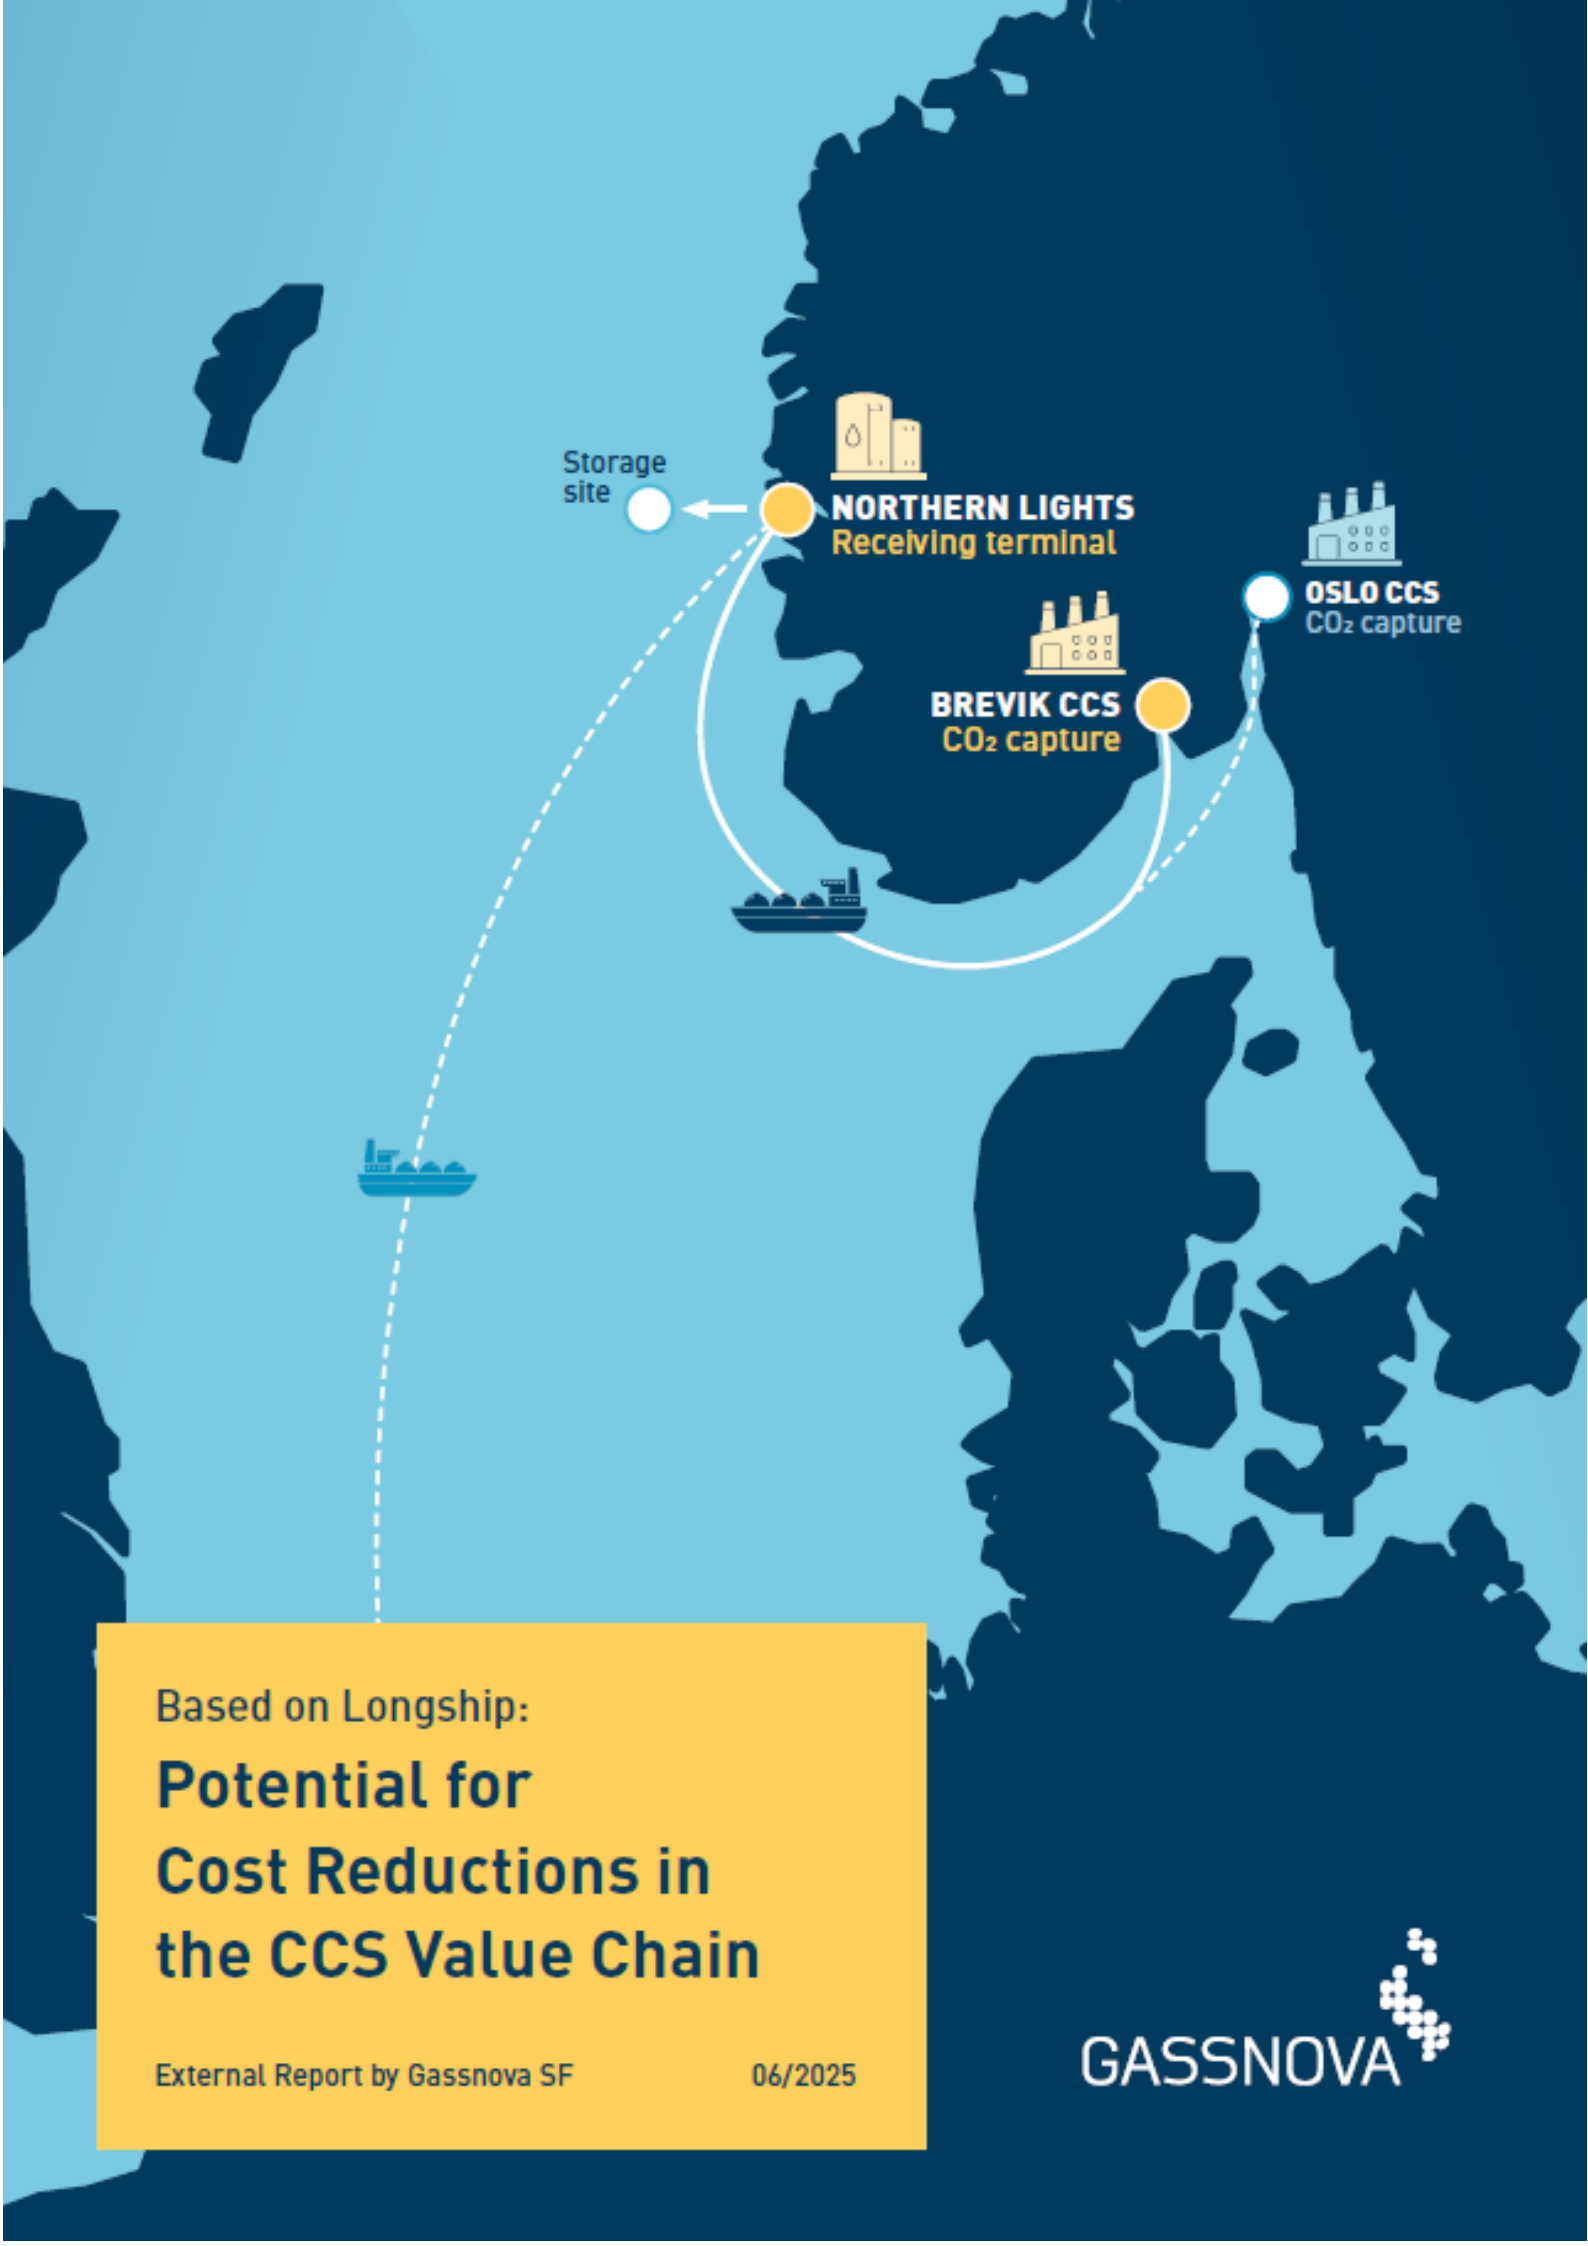 Storage
site
NORTHERN LIGHTS
Receiving terminal
OSLO CCS
CO₂ capture
BREVIK CCS
CO₂ capture
Based on Longship:
Potential for
Cost Reductions in
the CCS Value Chain
External Report by Gassnova SF 06/2025
GASSNOVA